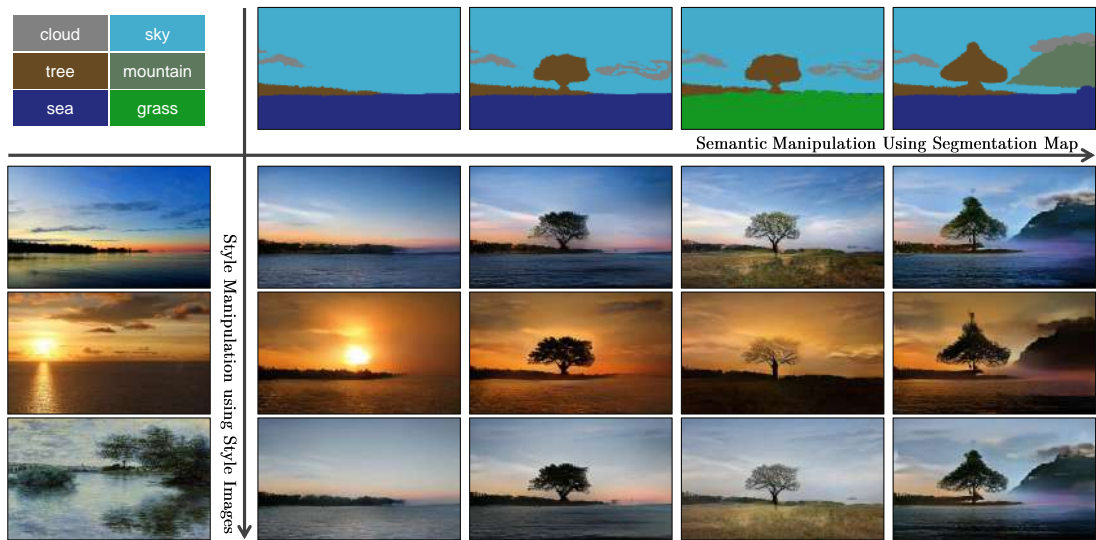 cloud
sky
tree
mountain
sea
grass
Semantic Manipulation Using Segmentation Map
Style Manipulation using Style Images